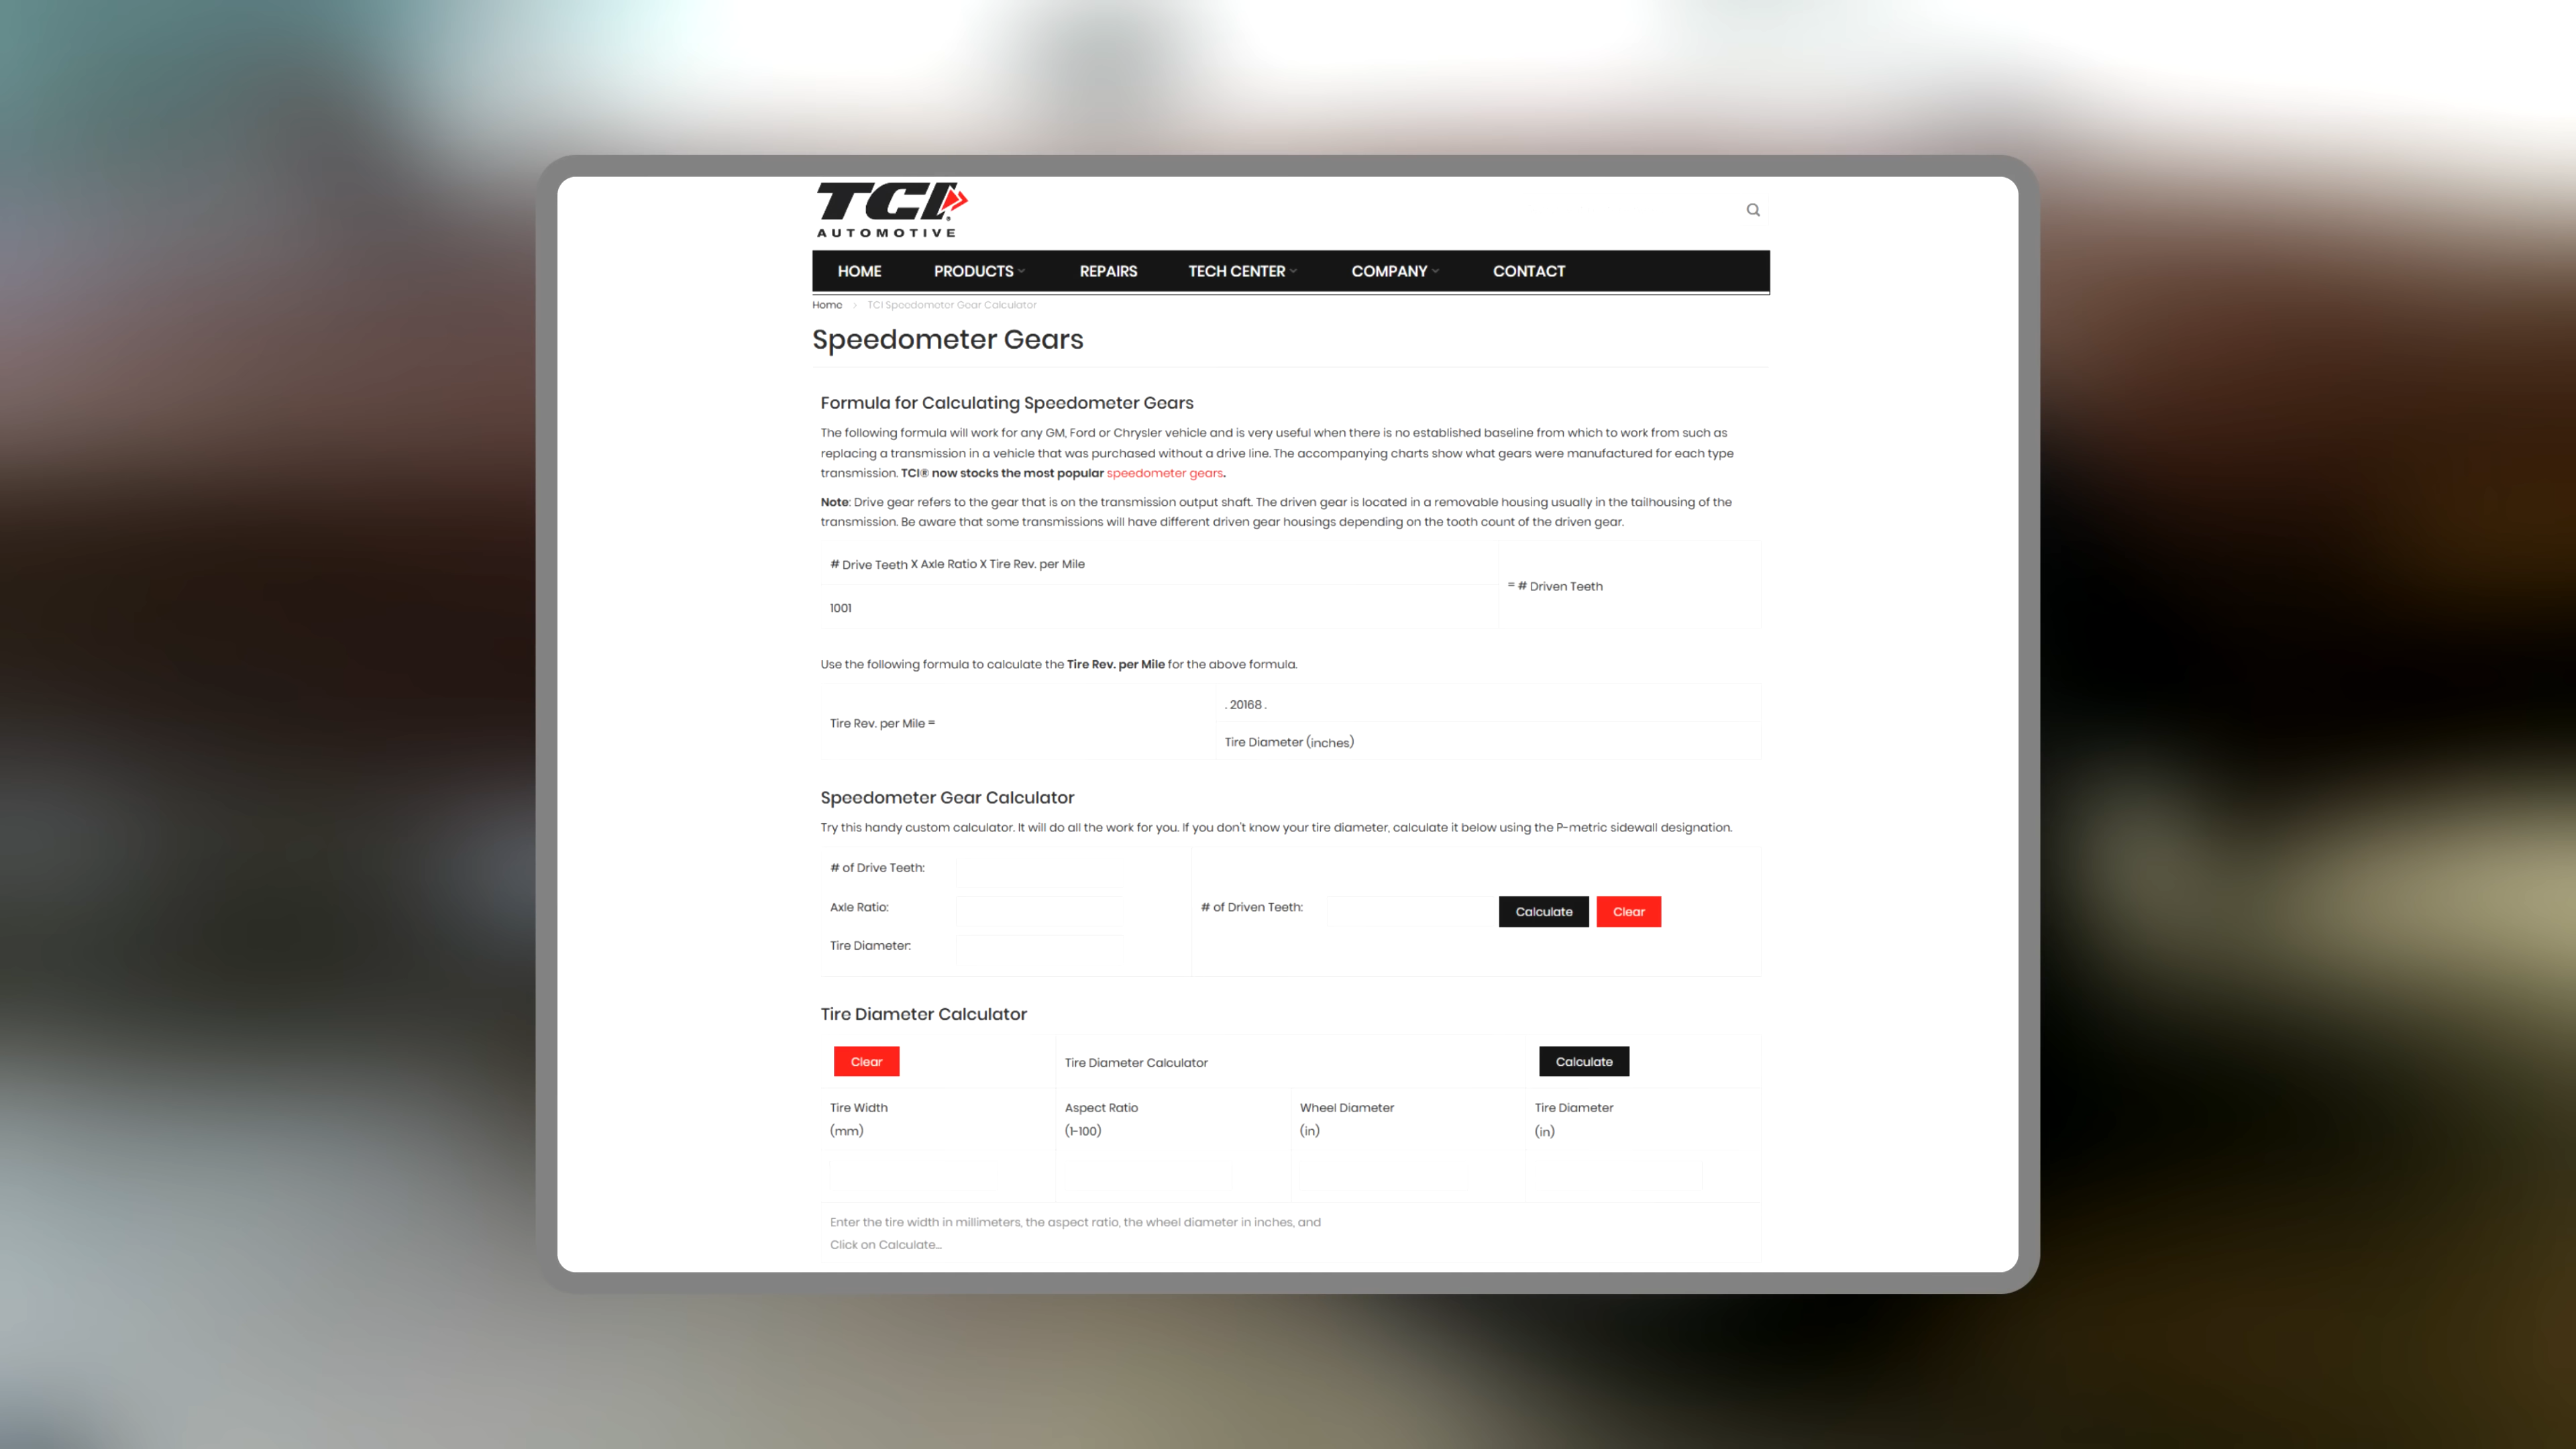 TCI
AUTOMOTIVE
HOME PRODUCTS REPAIRS TECH CENTER COMPANY CONTACT
Home > TCI Speedometer Gear Calculator
Speedometer Gears
Formula for Calculating Speedometer Gears
The following formula will work for any GM, Ford or Chrysler vehicle and is very useful when there is no established baseline from which to work from such as
replacing a transmission in a vehicle that was purchased without a drive line. The accompanying charts show what gears were manufactured for each type
transmission. TCI® now stocks the most popular speedometer gears.
Note: Drive gear refers to the gear that is on the transmission output shaft. The driven gear is located in a removable housing usually in the tailhousing of the
transmission. Be aware that some transmissions will have different driven gear housings depending on the tooth count of the driven gear.
# Drive Teeth X Axle Ratio X Tire Rev. per Mile
= # Driven Teeth
1001
Use the following formula to calculate the Tire Rev. per Mile for the above formula.
. 20168 .
Tire Rev. per Mile =
Tire Diameter (inches)
Speedometer Gear Calculator
Try this handy custom calculator. It will do all the work for you. If you don't know your tire diameter, calculate it below using the P-metric sidewall designation.
# of Drive Teeth:
Axle Ratio: # of Driven Teeth: Calculate Clear
Tire Diameter:
Tire Diameter Calculator
Clear Tire Diameter Calculator Calculate
Tire Width Aspect Ratio Wheel Diameter Tire Diameter
(mm) (1-100) (in) (in)
Enter the tire width in millimeters, the aspect ratio, the wheel diameter in inches, and
Click on Calculate...